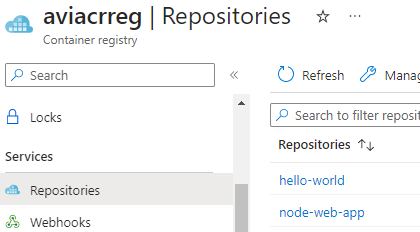 aviacrreg | Repositories
Container registry
Search
Locks
Services
Repositories
Webhooks
Refresh
Search to filter
Repositories
hello-world
node-web-app